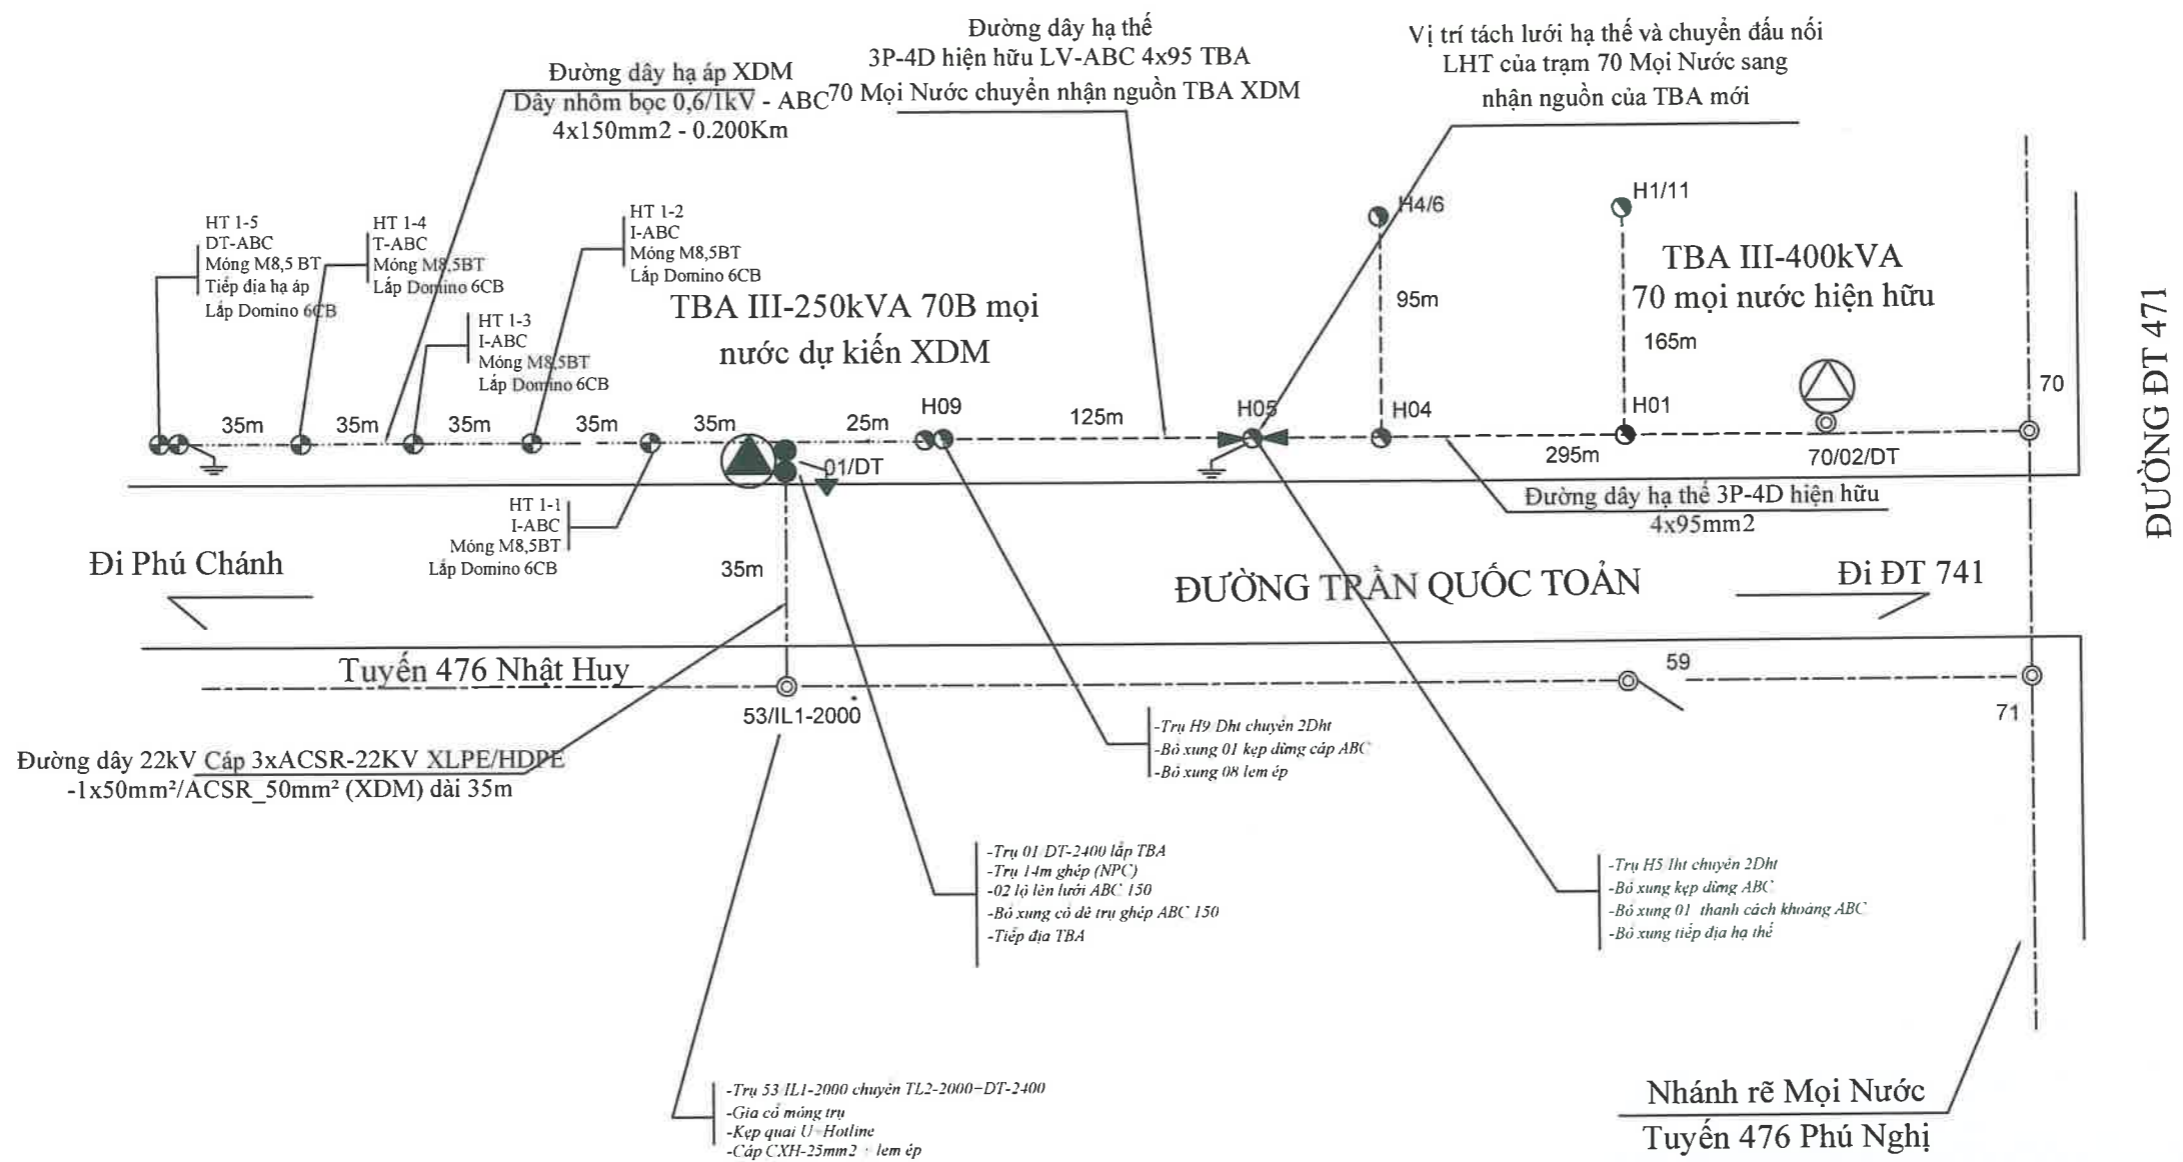 Đường dây hạ áp XDM
Dây nhôm bọc 0,6/1kV - ABC
4x150mm2 - 0.200Km
Đường dây hạ thế
3P-4D hiện hữu LV-ABC 4x95 TBA
70 Mọi Nước chuyển nhận nguồn TBA XDM
Vị trí tách lưới hạ thế và chuyển đấu nối
LHT của trạm 70 Mọi Nước sang
nhận nguồn của TBA mới
HT 1-5
DT-ABC
Móng M8,5 BT
Tiếp địa hạ áp
Lắp Domino 6CB
HT 1-4
T-ABC
Móng M8,5BT
Lắp Domino 6CB
HT 1-3
I-ABC
Móng M8,5BT
Lắp Domino 6CB
HT 1-2
I-ABC
Móng M8,5BT
Lắp Domino 6CB
TBA III-250kVA 70B mọi
nước dự kiến XDM
H4/6
95m
H1/11
165m
TBA III-400kVA
70 mọi nước hiện hữu
ĐƯỜNG ĐT 471
70
35m
35m
35m
35m
35m
25m
H09
125m
H05
H04
295m
H01
70/02/DT
01/DT
Đường dây hạ thế 3P-4D hiện hữu
4x95mm2
HT 1-1
I-ABC
Móng M8,5BT
Lắp Domino 6CB
35m
Đi Phú Chánh
ĐƯỜNG TRẦN QUỐC TOẢN
Đi ĐT 741
Tuyến 476 Nhật Huy
53/IL1-2000
59
71
Đường dây 22kV Cáp 3xACSR-22KV XLPE/HDPE
-1x50mm²/ACSR_50mm² (XDM) dài 35m
-Trụ H9 Dht chuyển 2Dht
-Bổ xung 01 kẹp dừng cáp ABC
-Bổ xung 08 lem ép
-Trụ 01 DT-2400 lắp TBA
-Trụ 14m ghép (NPC)
-02 lộ lên lưới ABC 150
-Bổ xung cổ dê trụ ghép ABC 150
-Tiếp địa TBA
-Trụ H5 Iht chuyển 2Dht
-Bổ xung kẹp dừng ABC
-Bổ xung 01 thanh cách khoảng ABC
-Bổ xung tiếp địa hạ thế
-Trụ 53/IL1-2000 chuyển TL2-2000+DT-2400
-Gia cố móng trụ
-Kẹp quai U+Hotline
-Cáp CXH-25mm2 + lem ép
Nhánh rẽ Mọi Nước
Tuyến 476 Phú Nghị